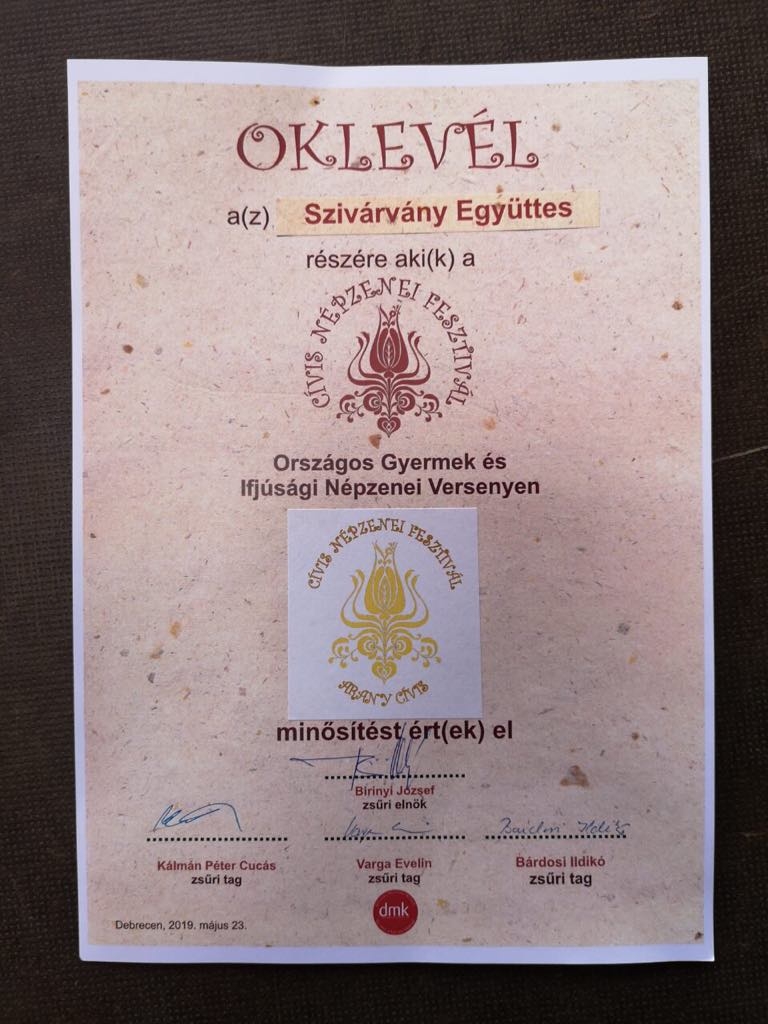 OKLEVÉL
a(z) Szivárvány Együttes
részére aki(k) a
CÍVIS NÉPZENEI FESZTIVÁL
Országos Gyermek és
Ifjúsági Népzenei Versenyen
CÍVIS NÉPZENEI FESZTIVÁL
ARANY CÍVIS
minősítést ért(ek) el
Birinyi József
zsűri elnök
Bárdosi Ildikó
Kálmán Péter Cucás
Varga Evelin
Bárdosi Ildikó
zsűri tag
zsűri tag
zsűri tag
dmk
Debrecen, 2019. május 23.